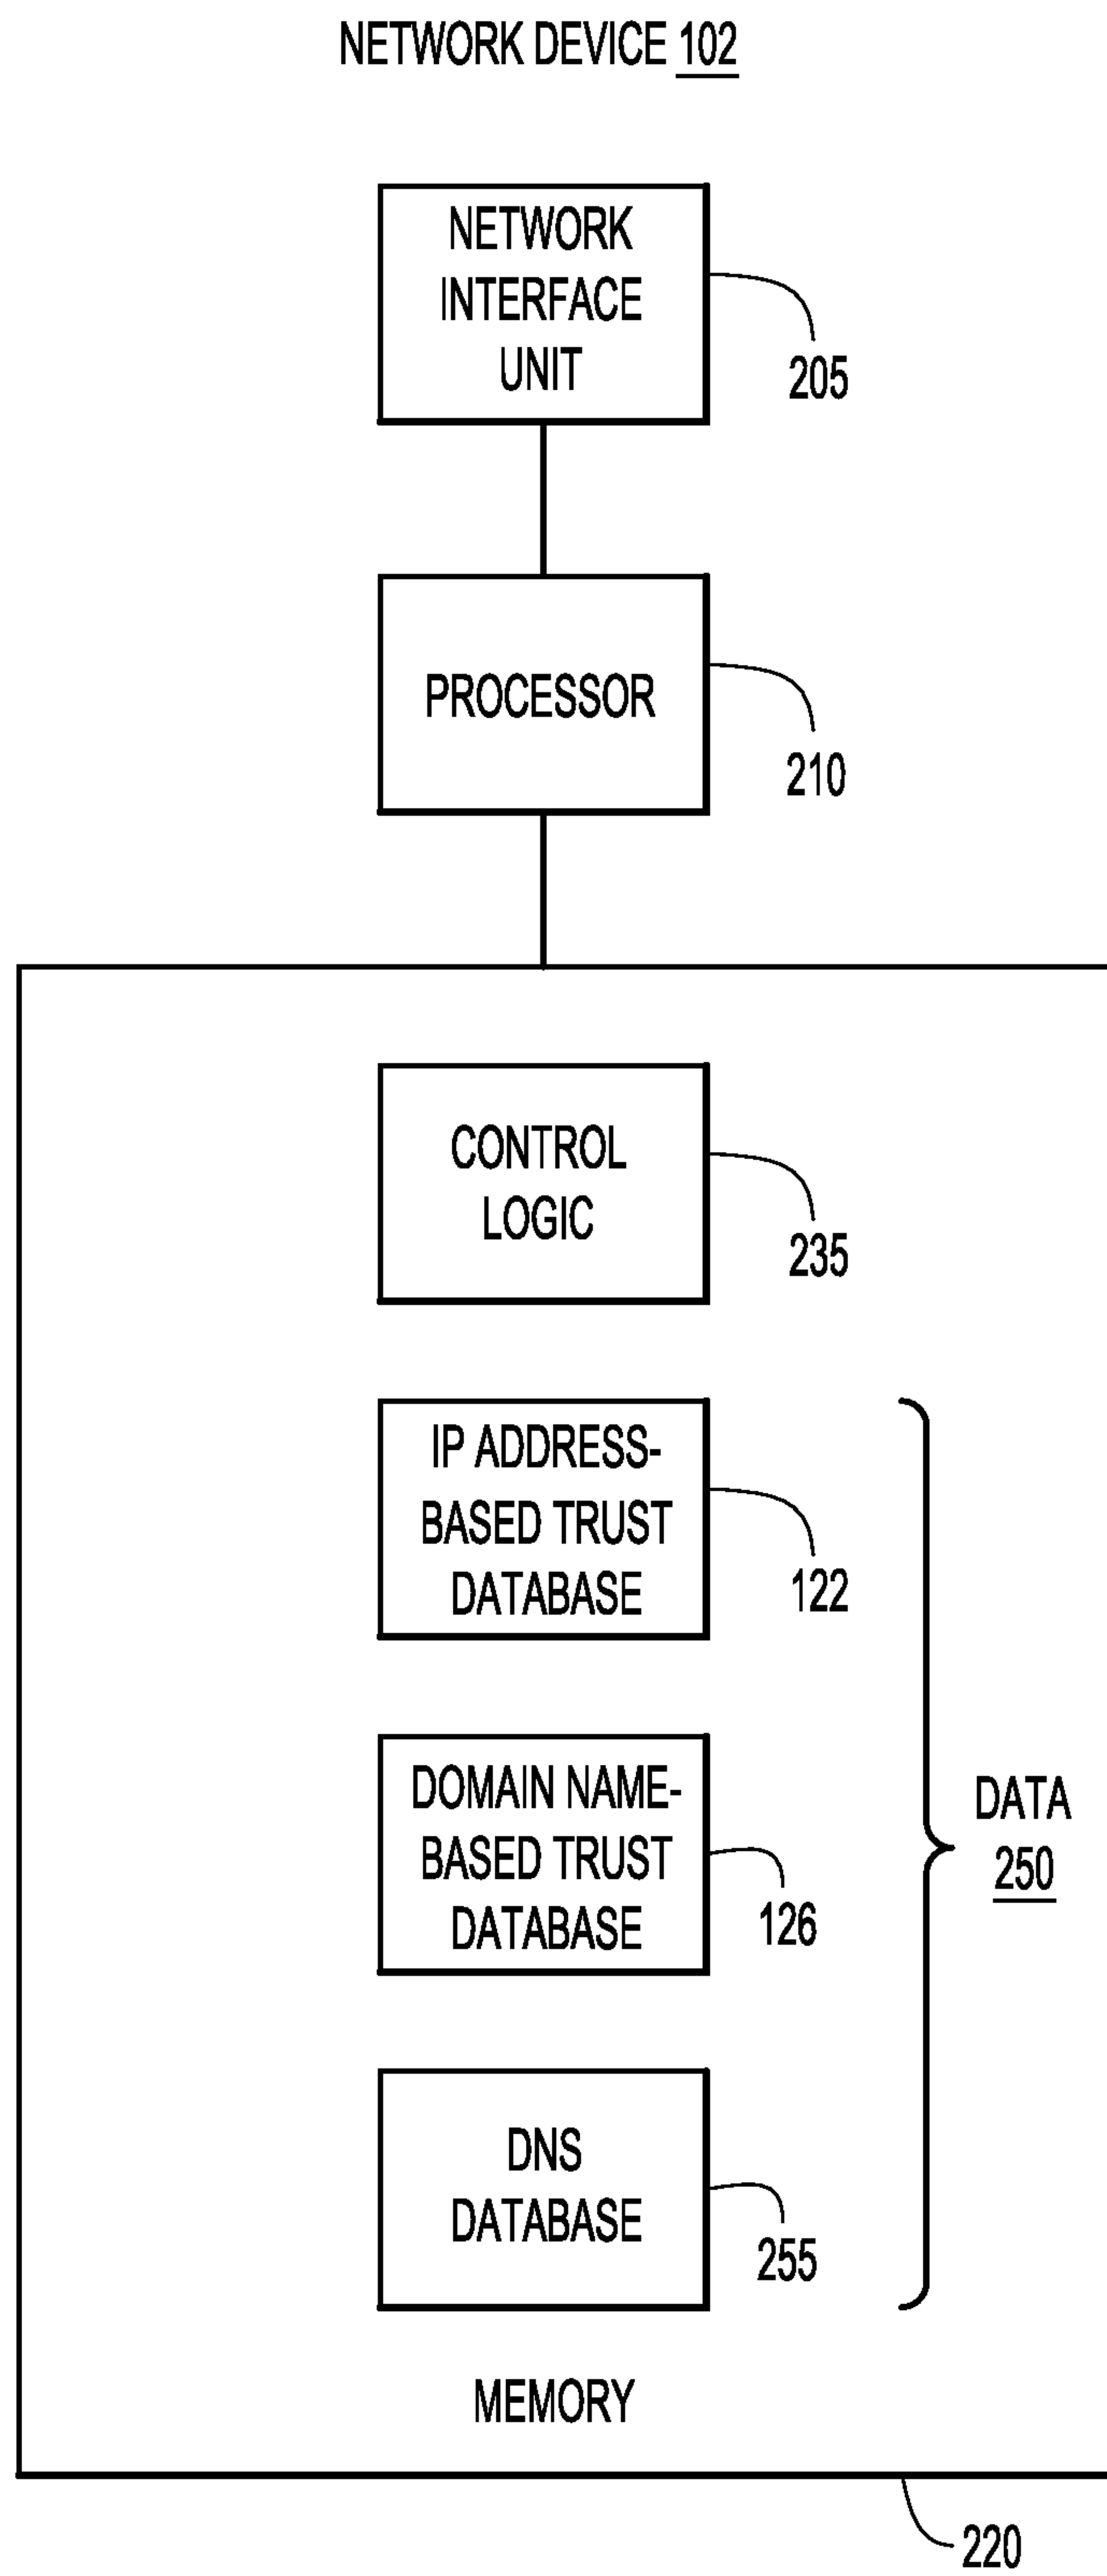 NETWORK DEVICE 102
NETWORK
INTERFACE
UNIT
205
PROCESSOR
210
CONTROL
LOGIC
235
IP ADDRESS-
BASED TRUST
DATABASE
122
DOMAIN NAME-
BASED TRUST
DATABASE
126
DATA
250
DNS
DATABASE
255
MEMORY
220